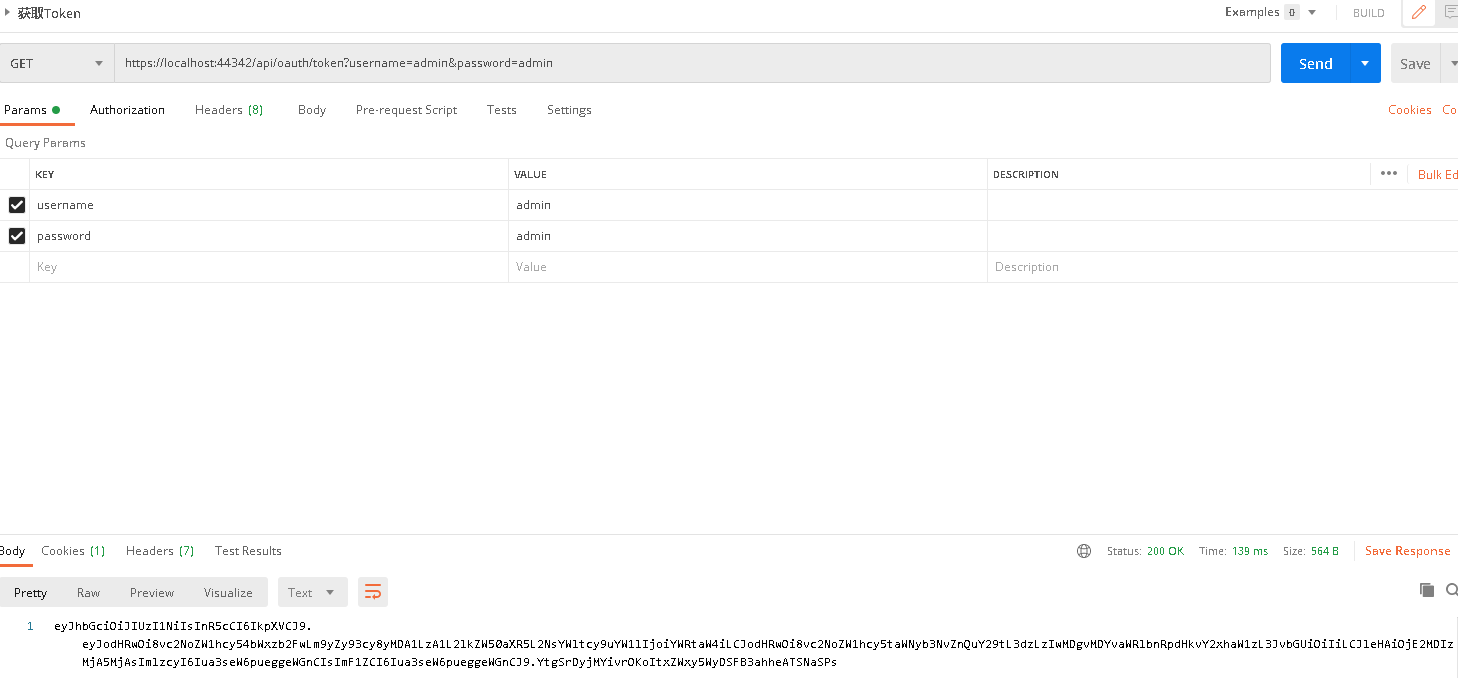 获取Token
Examples 0
BUILD
GET
https://localhost:44342/api/oauth/token?username=admin&password=admin
Send
Save
Params
Authorization
Headers (8)
Body
Pre-request Script
Tests
Settings
Cookies
Co
Query Params
KEY
VALUE
DESCRIPTION
Bulk Ed
username
admin
password
admin
Key
Value
Description
Body
Cookies (1)
Headers (7)
Test Results
Status: 200 OK
Time: 139 ms
Size: 564 B
Save Response
Pretty
Raw
Preview
Visualize
Text
1
eyJhbGciOiJIUzI1NiIsInR5cCI6IkpXVCJ9.
eyJodHRwOi8vc2NoZW1hcy54bWxzb2FwLm9yZy93cy8yMDA1LzA1L2lkZW50aXR5L2NsYWltcy9uYW1lIjoiYWRtaW4iLCJodHRwOi8vc2NoZW1hcy5taWNyb3NvZnQuY29tL3dzLzIwMDgvMDYvaWRlbnRpdHkvY2xhaW1zL3JvbGUiOiIiLCJleHAiOjE2MDIz
MjA5MjAsImlzcyI6Iua3seW6pueggeWGnCIsImF1ZCI6Iua3seW6pueggeWGnCJ9.YtgSrDyjMYivrOKoItxZWxy5WyDSFB3ahheATSNaSPs